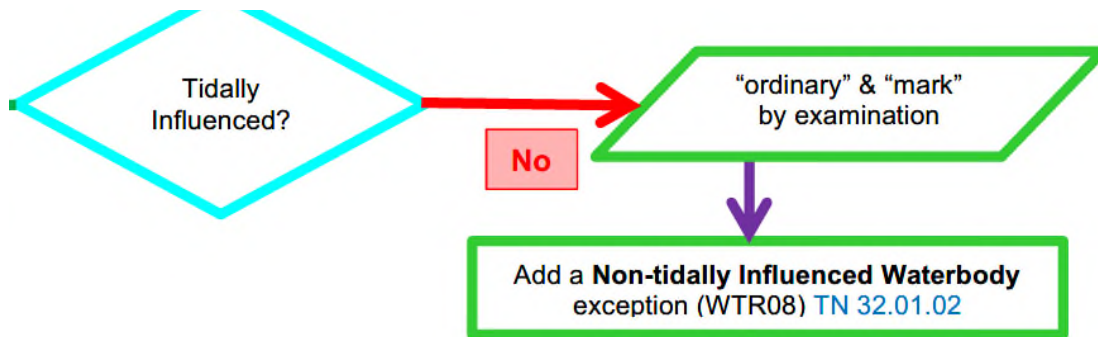 Tidally
Influenced?
No
“ordinary” & “mark”
by examination
Add a Non-tidally Influenced Waterbody
exception (WTR08) TN 32.01.02